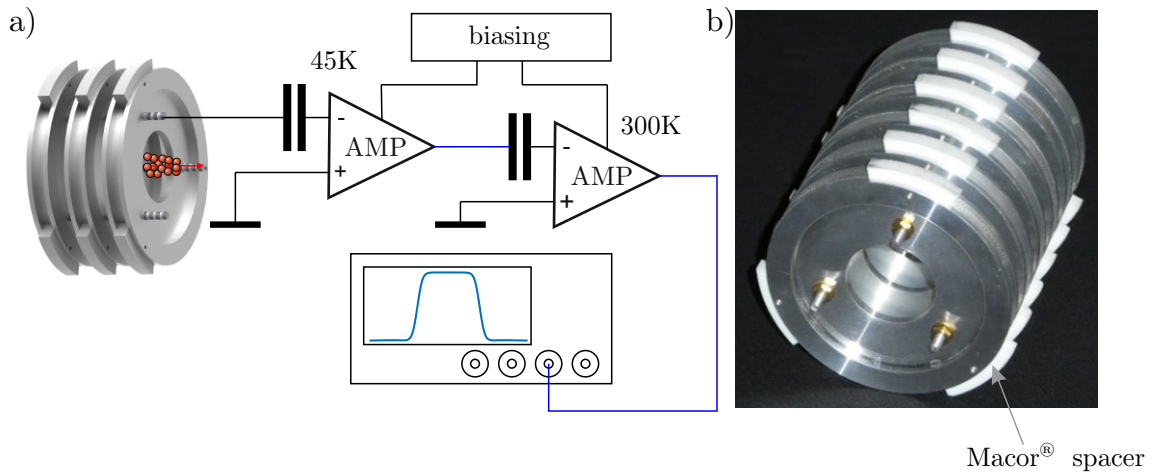 a)
b)
biasing
45K
-
AMP
+
300K
-
AMP
+
Macor® spacer